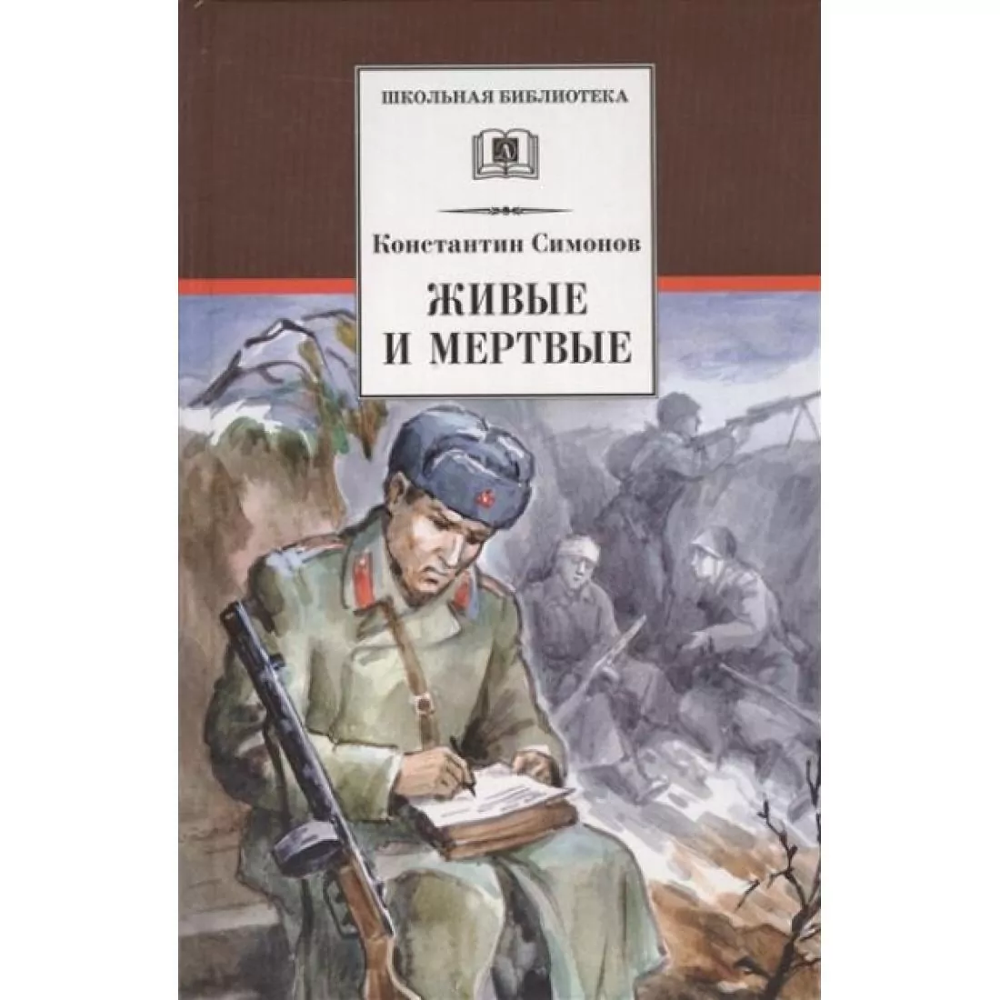 ШКОЛЬНАЯ БИБЛИОТЕКА
Константин Симонов
ЖИВЫЕ
И МЕРТВЫЕ